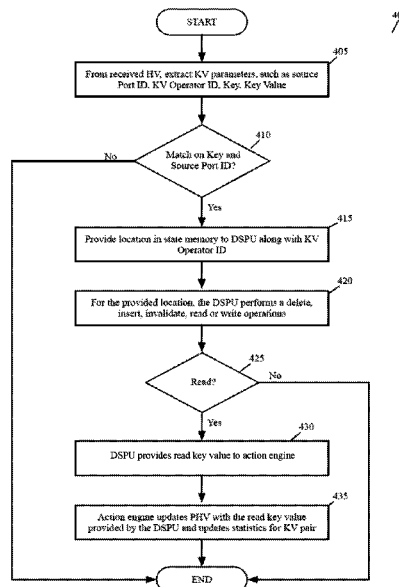 START
40
405
From received HV, extract KV parameters, such as source
Port ID, KV Operator ID, Key, Key Value
410
Match on Key and
Source Port ID?
No
Yes
415
Provide location in state memory to DSPU along with KV
Operator ID
420
For the provided location, the DSPU performs a delete,
insert, invalidate, read or write operations
425
Read?
No
Yes
430
DSPU provides read key value to action engine
435
Action engine updates PHV with the read key value
provided by the DSPU and updates statistics for KV pair
END